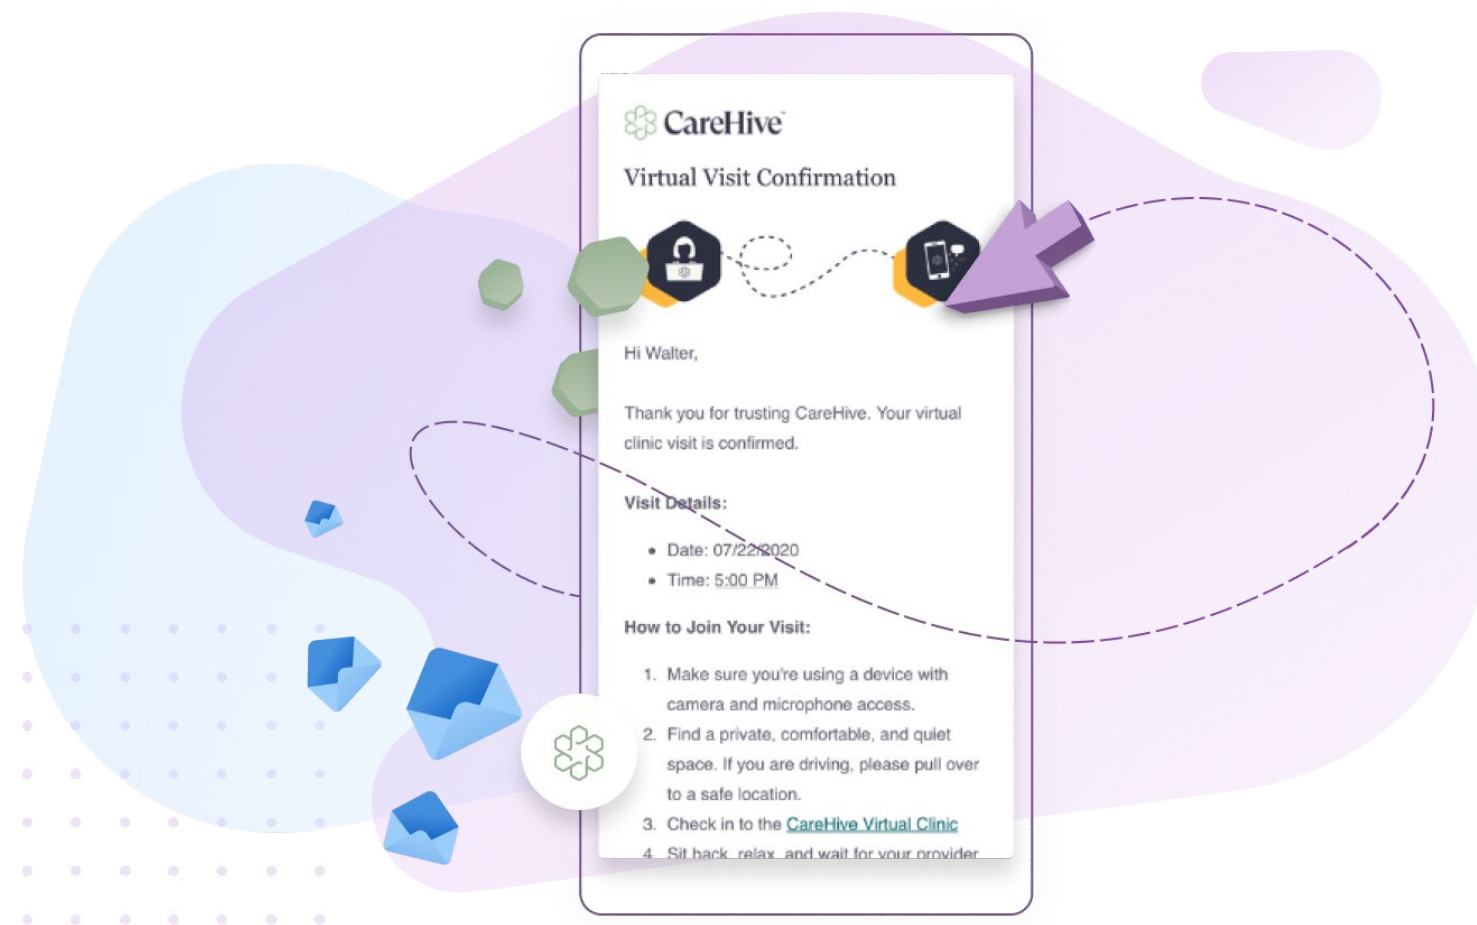 CareHive™
Virtual Visit Confirmation
Hi Walter,
Thank you for trusting CareHive. Your virtual
clinic visit is confirmed.
Visit Details:
• Date: 07/22/2020
• Time: 5:00 PM
How to Join Your Visit:
1. Make sure you're using a device with
camera and microphone access.
2. Find a private, comfortable, and quiet
space. If you are driving, please pull over
to a safe location.
3. Check in to the CareHive Virtual Clinic
4. Sit back, relax, and wait for your provider